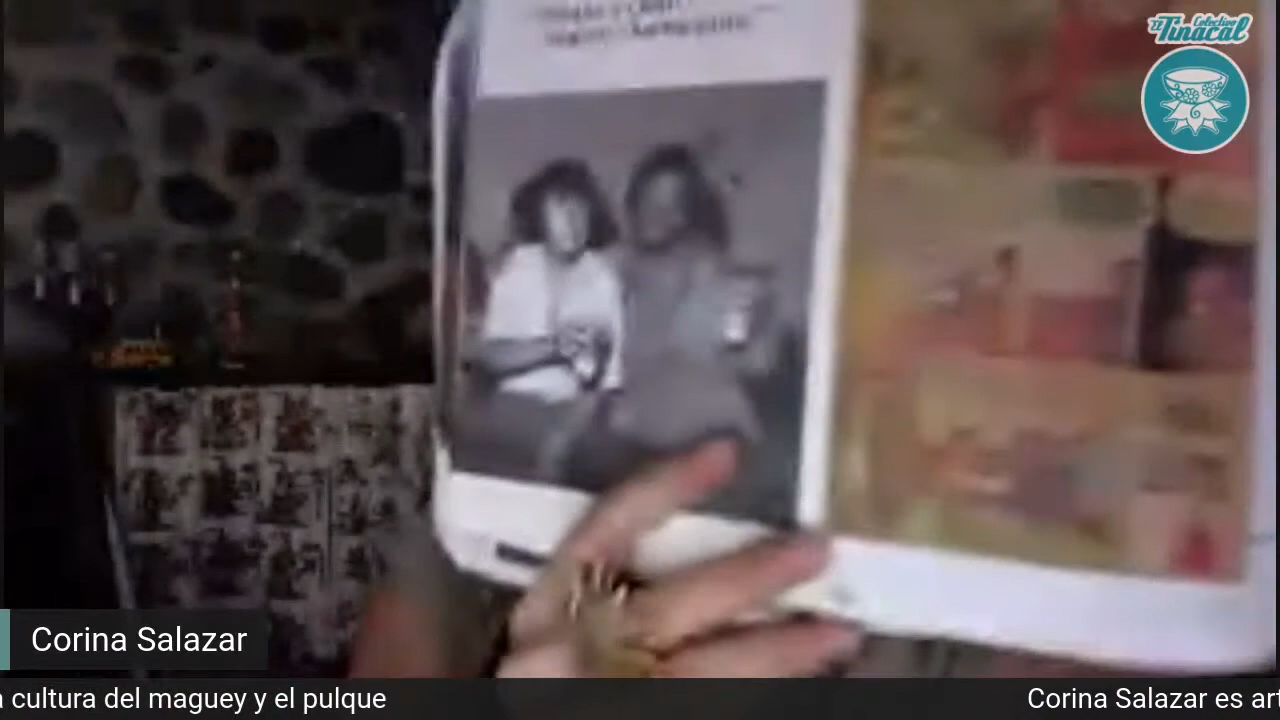 Colectivo
El Tinacal
Corina Salazar
a cultura del maguey y el pulque
Corina Salazar es art